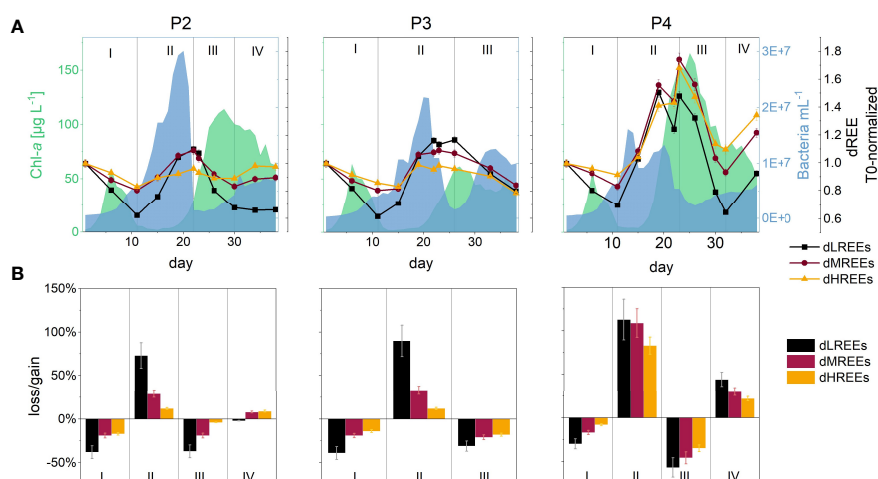 A
P2
P3
P4
I II III IV
I II III
I II III IV
Chl-a [µg L-1]
150
100
50
0
3E+7
2E+7
1E+7
0E+0
Bacteria mL-1
1.8
1.6
1.4
1.2
1.0
0.8
0.6
dREE
T0-normalized
10 20 30
10 20 30
10 20 30
day
day
day
dLREEs
dMREEs
dHREEs
B
loss/gain
150%
100%
50%
0%
-50%
dLREEs
dMREEs
dHREEs
I II III IV
I II III
I II III IV